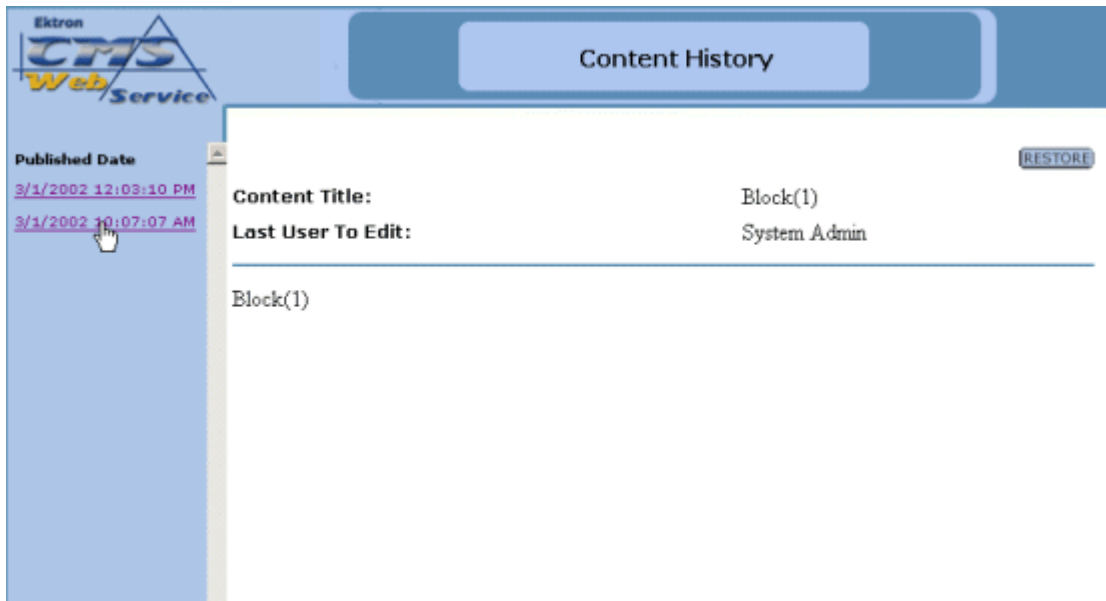 Ektron
CMS
Web
Service
Content History
Published Date
3/1/2002 12:03:10 PM
3/1/2002 10:07:07 AM
RESTORE
Content Title: Block(1)
Last User To Edit: System Admin
Block(1)